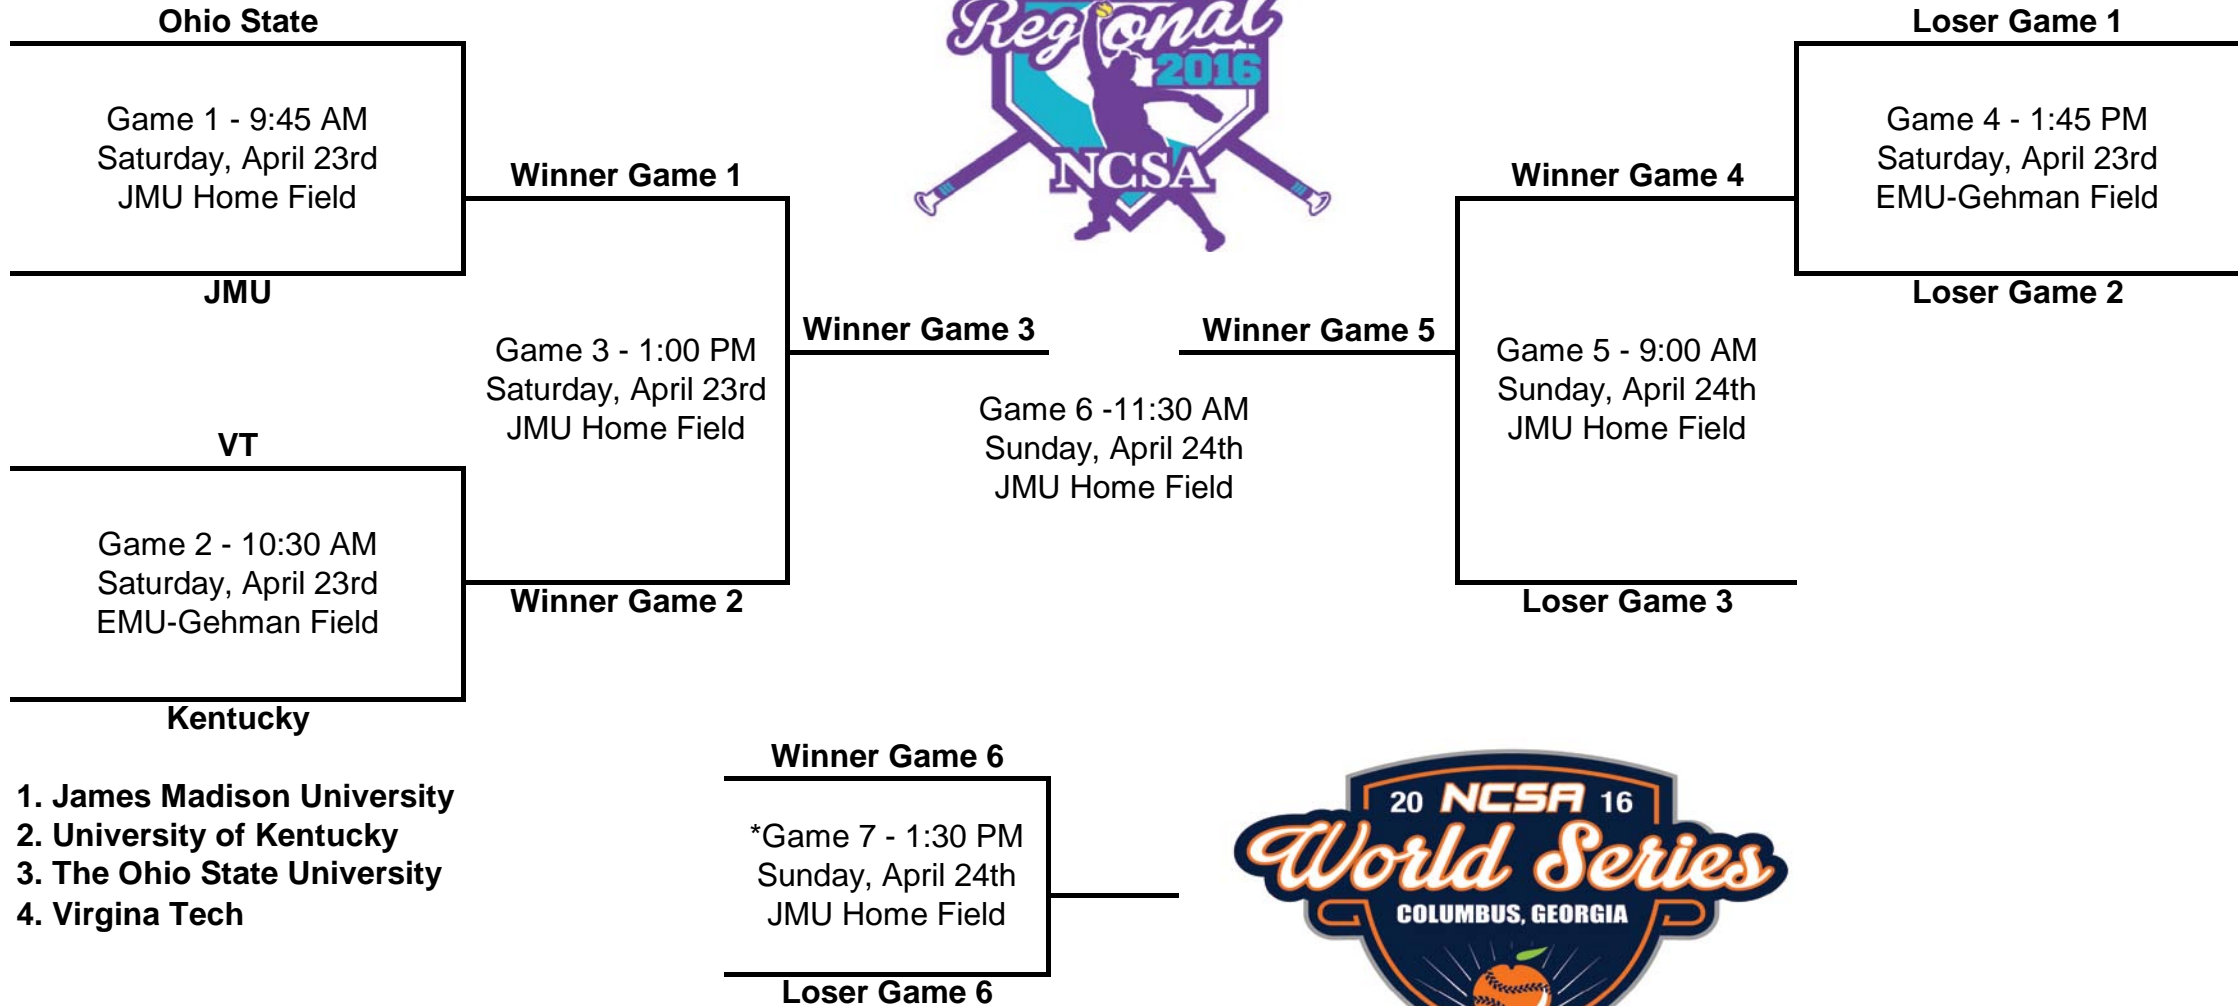 Ohio State
Game 1 - 9:45 AM
Saturday, April 23rd
JMU Home Field
JMU
VT
Game 2 - 10:30 AM
Saturday, April 23rd
EMU-Gehman Field
Kentucky
Winner Game 1
Game 3 - 1:00 PM
Saturday, April 23rd
JMU Home Field
Winner Game 2
Regional
2016
NCSA
Winner Game 3
Winner Game 5
Game 6 -11:30 AM
Sunday, April 24th
JMU Home Field
Winner Game 4
Game 5 - 9:00 AM
Sunday, April 24th
JMU Home Field
Loser Game 3
Loser Game 1
Game 4 - 1:45 PM
Saturday, April 23rd
EMU-Gehman Field
Loser Game 2
1. James Madison University
2. University of Kentucky
3. The Ohio State University
4. Virgina Tech
Winner Game 6
*Game 7 - 1:30 PM
Sunday, April 24th
JMU Home Field
Loser Game 6
20 NCSA 16
World Series
COLUMBUS, GEORGIA